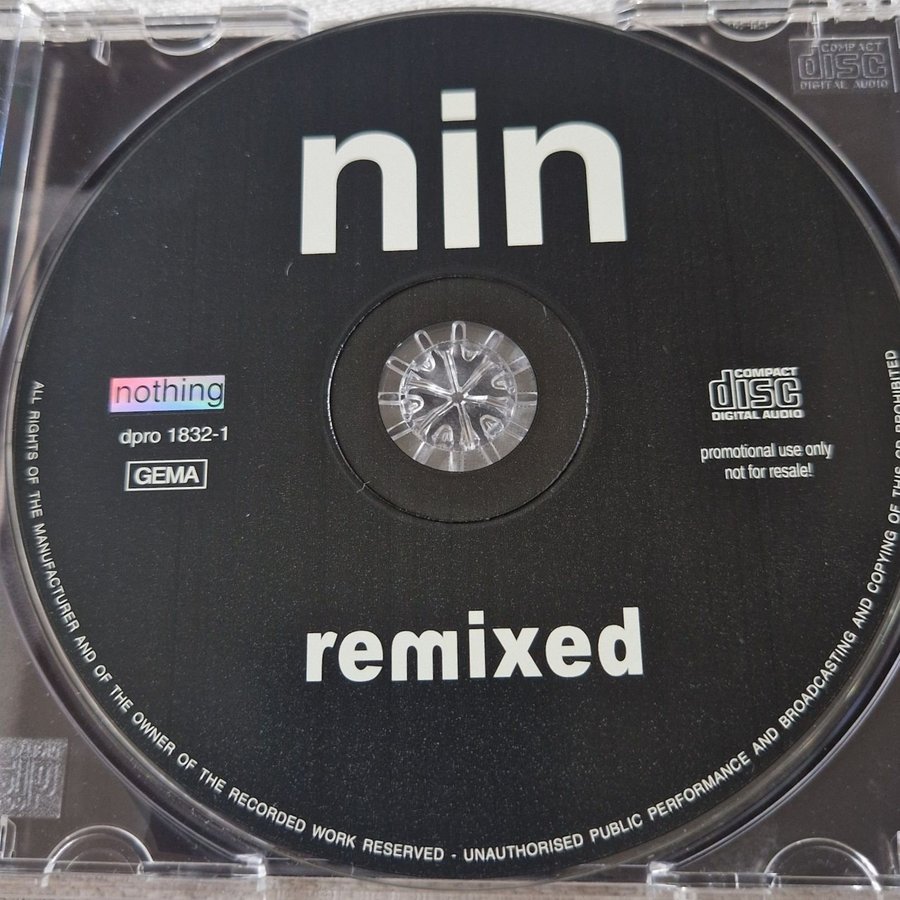 nin
COMPACT
disc
DIGITAL AUDIO
nothing
dpro 1832-1
GEMA
COMPACT
disc
DIGITAL AUDIO
promotional use only
not for resale!
remixed
ALL RIGHTS OF THE MANUFACTURER AND OF THE OWNER OF THE RECORDED WORK RESERVED - UNAUTHORISED PUBLIC PERFORMANCE AND BROADCASTING AND COPYING OF THIS CD PROHIBITED